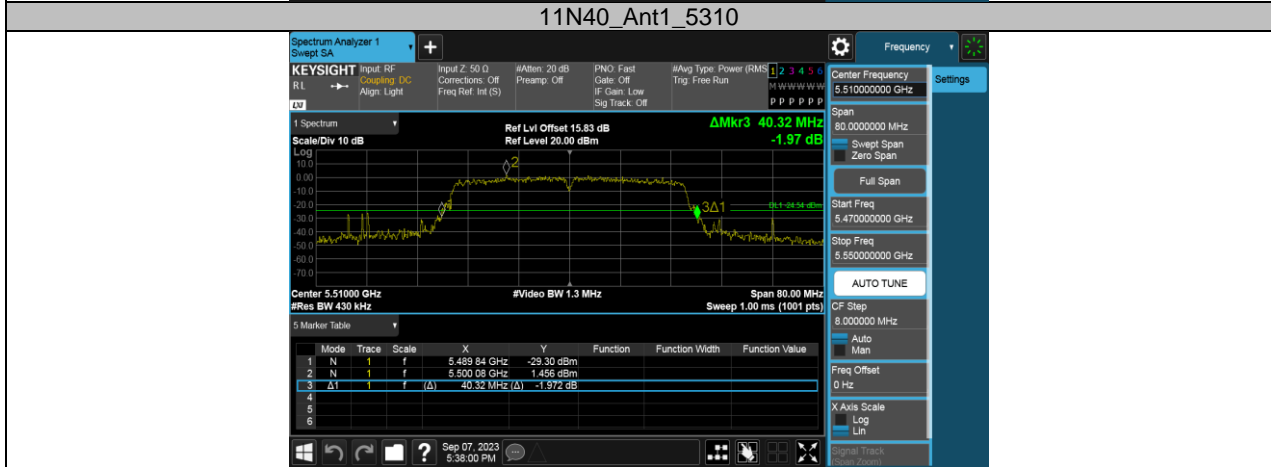 11N40_Ant1_5310
Spectrum Analyzer 1
Swept SA
Frequency
KEYSIGHT
RL
LXI
Input: RF
Coupling: DC
Align: Light
Input Z: 50 Ω
Corrections: Off
Freq Ref: Int (S)
#Atten: 20 dB
Preamp: Off
PNO: Fast
Gate: Off
IF Gain: Low
Sig Track: Off
#Avg Type: Power (RMS
Trig: Free Run
1 2 3 4 5 6
M W W W W W
P P P P P P
1 Spectrum
Scale/Div 10 dB
Ref Lvl Offset 15.83 dB
Ref Level 20.00 dBm
ΔMkr3 40.32 MHz
-1.97 dB
Log
10.0
0.00
-10.0
-20.0
-30.0
-40.0
-50.0
-60.0
-70.0
2
3Δ1
DL1 -24.54 dBm
Center 5.51000 GHz
#Res BW 430 kHz
#Video BW 1.3 MHz
Span 80.00 MHz
Sweep 1.00 ms (1001 pts)
5 Marker Table
Mode Trace Scale X Y Function Function Width Function Value
1 N 1 f 5.489 84 GHz -29.30 dBm
2 N 1 f 5.500 08 GHz 1.456 dBm
3 Δ1 1 f (Δ) 40.32 MHz (Δ) -1.972 dB
4
5
6
Sep 07, 2023
5:38:00 PM
Center Frequency
5.510000000 GHz
Settings
Span
80.0000000 MHz
Swept Span
Zero Span
Full Span
Start Freq
5.470000000 GHz
Stop Freq
5.550000000 GHz
AUTO TUNE
CF Step
8.000000 MHz
Auto
Man
Freq Offset
0 Hz
X Axis Scale
Log
Lin
Signal Track
(Span Zoom)